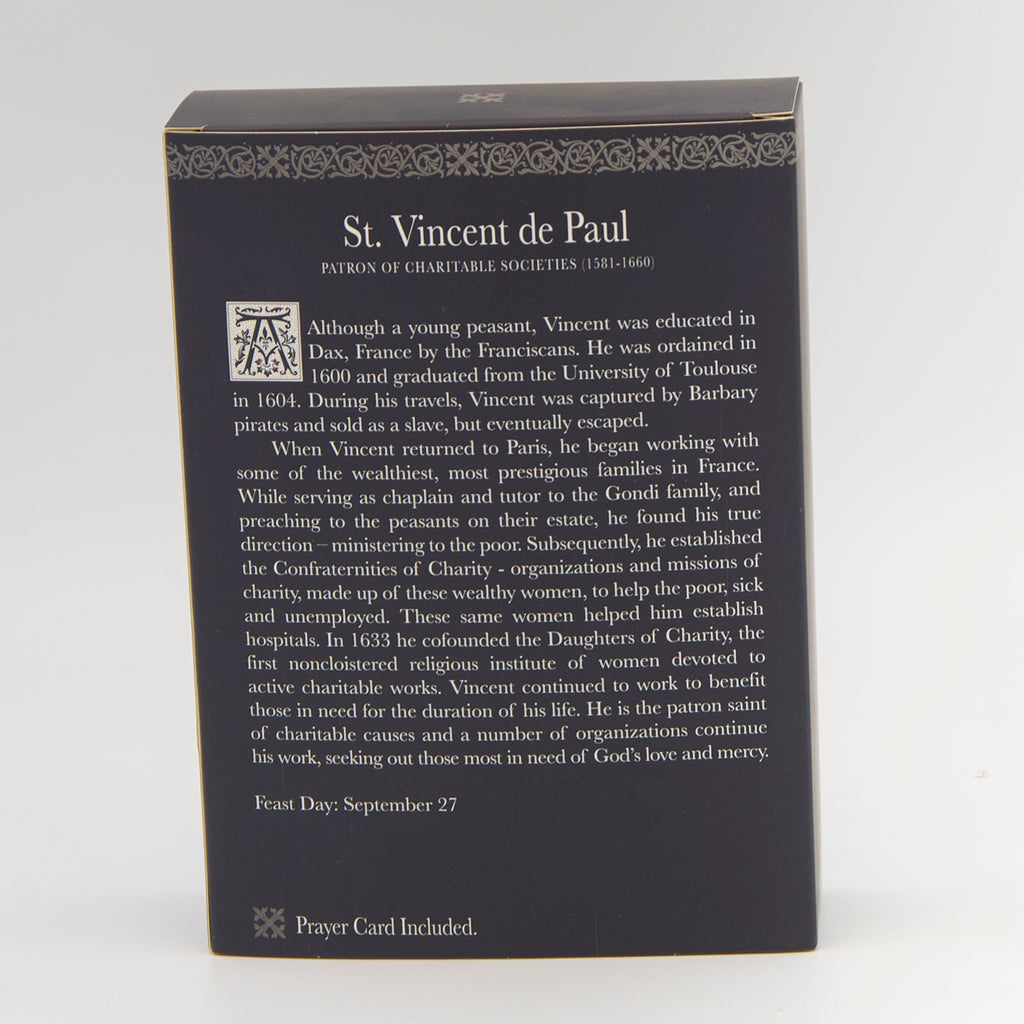 St. Vincent de Paul
PATRON OF CHARITABLE SOCIETIES (1581-1660)
A Although a young peasant, Vincent was educated in
Dax, France by the Franciscans. He was ordained in
1600 and graduated from the University of Toulouse
in 1604. During his travels, Vincent was captured by Barbary
pirates and sold as a slave, but eventually escaped.
When Vincent returned to Paris, he began working with
some of the wealthiest, most prestigious families in France.
While serving as chaplain and tutor to the Gondi family, and
preaching to the peasants on their estate, he found his true
direction – ministering to the poor. Subsequently, he established
the Confraternities of Charity - organizations and missions of
charity, made up of these wealthy women, to help the poor, sick
and unemployed. These same women helped him establish
hospitals. In 1633 he cofounded the Daughters of Charity, the
first noncloistered religious institute of women devoted to
active charitable works. Vincent continued to work to benefit
those in need for the duration of his life. He is the patron saint
of charitable causes and a number of organizations continue
his work, seeking out those most in need of God's love and mercy.
Feast Day: September 27
Prayer Card Included.